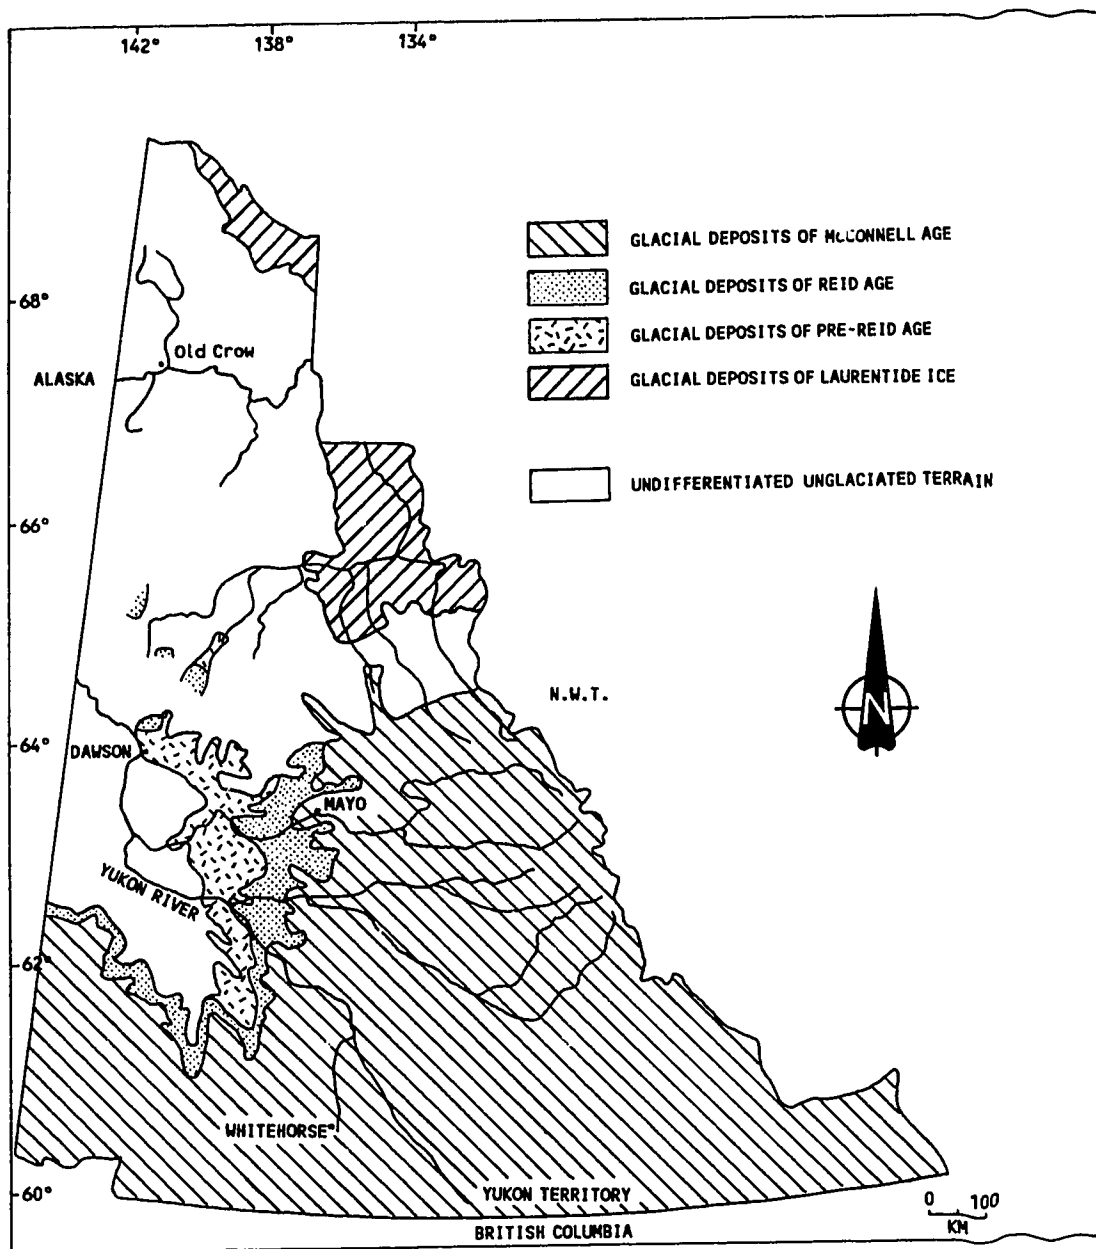 142° 138° 134°
GLACIAL DEPOSITS OF McCONNELL AGE
GLACIAL DEPOSITS OF REID AGE
GLACIAL DEPOSITS OF PRE-REID AGE
GLACIAL DEPOSITS OF LAURENTIDE ICE
UNDIFFERENTIATED UNGLACIATED TERRAIN
68°
Old Crow
ALASKA
66°
N.W.T.
N
64°
DAWSON
MAYO
YUKON RIVER
62°
WHITEHORSE
60°
YUKON TERRITORY
BRITISH COLUMBIA
0 100
KM